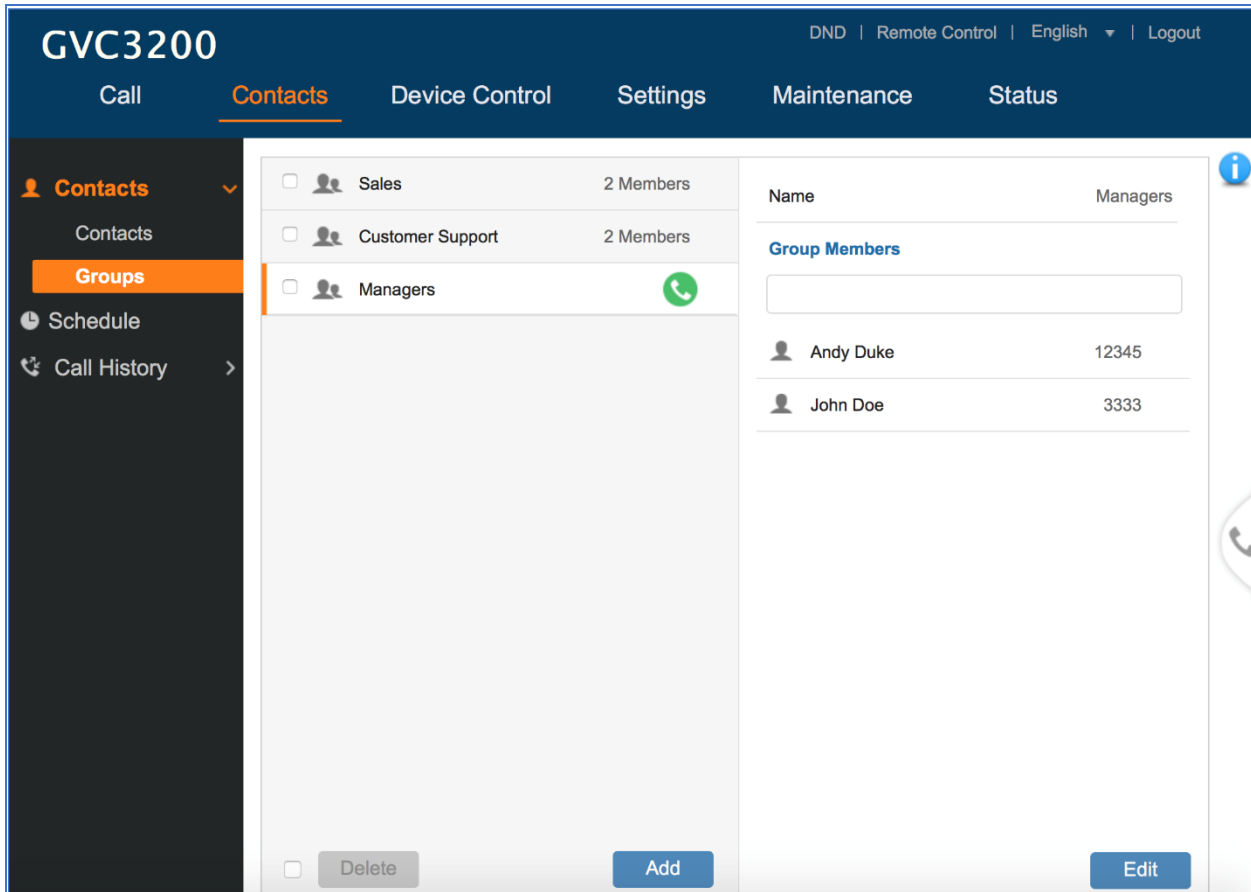 GVC3200
DND | Remote Control | English | Logout
Call Contacts Device Control Settings Maintenance Status
Contacts
Contacts
Groups
Schedule
Call History
Sales 2 Members
Customer Support 2 Members
Managers
Delete Add
Name Managers
Group Members
Andy Duke 12345
John Doe 3333
Edit